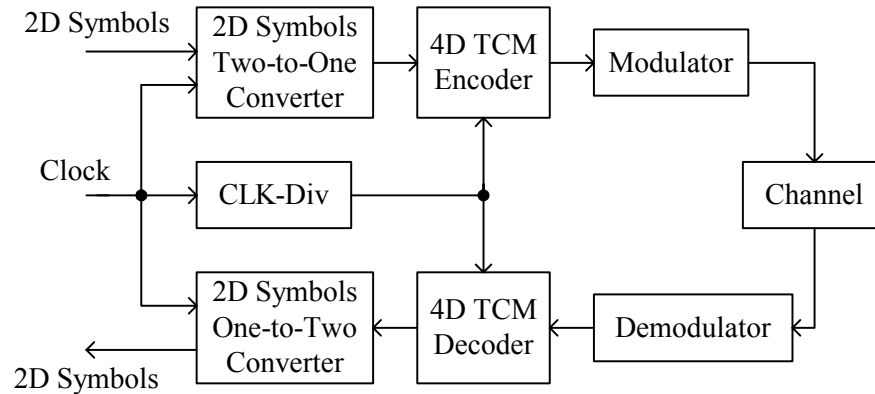 2D Symbols
2D Symbols
Two-to-One
Converter
4D TCM
Encoder
Modulator
Clock
CLK-Div
Channel
2D Symbols
One-to-Two
Converter
4D TCM
Decoder
Demodulator
2D Symbols